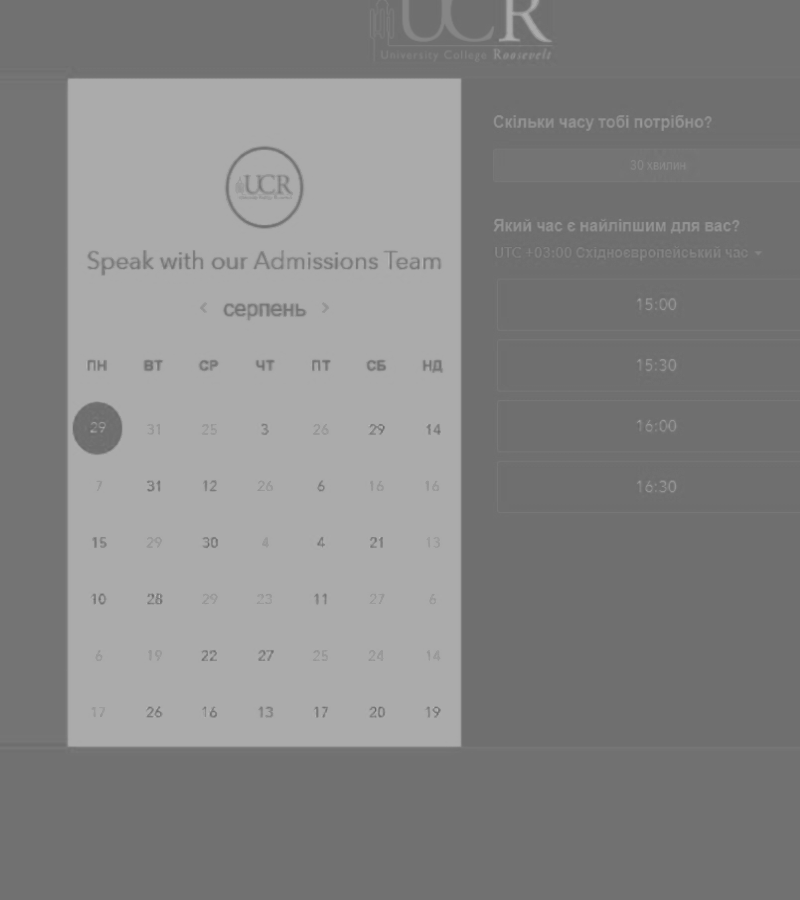 UCR
University College Roosevelt
UCR
Speak with our Admissions Team
< серпень >
ПН ВТ СР ЧТ ПТ СБ НД
29 31 25 3 26 29 14
7 31 12 26 6 16 16
15 29 30 4 4 21 13
10 28 29 23 11 27 6
6 19 22 27 25 24 14
17 26 16 13 17 20 19
Скільки часу тобі потрібно?
30 хвилин
Який час є найліпшим для вас?
UTC +03:00 Східноєвропейський час
15:00
15:30
16:00
16:30